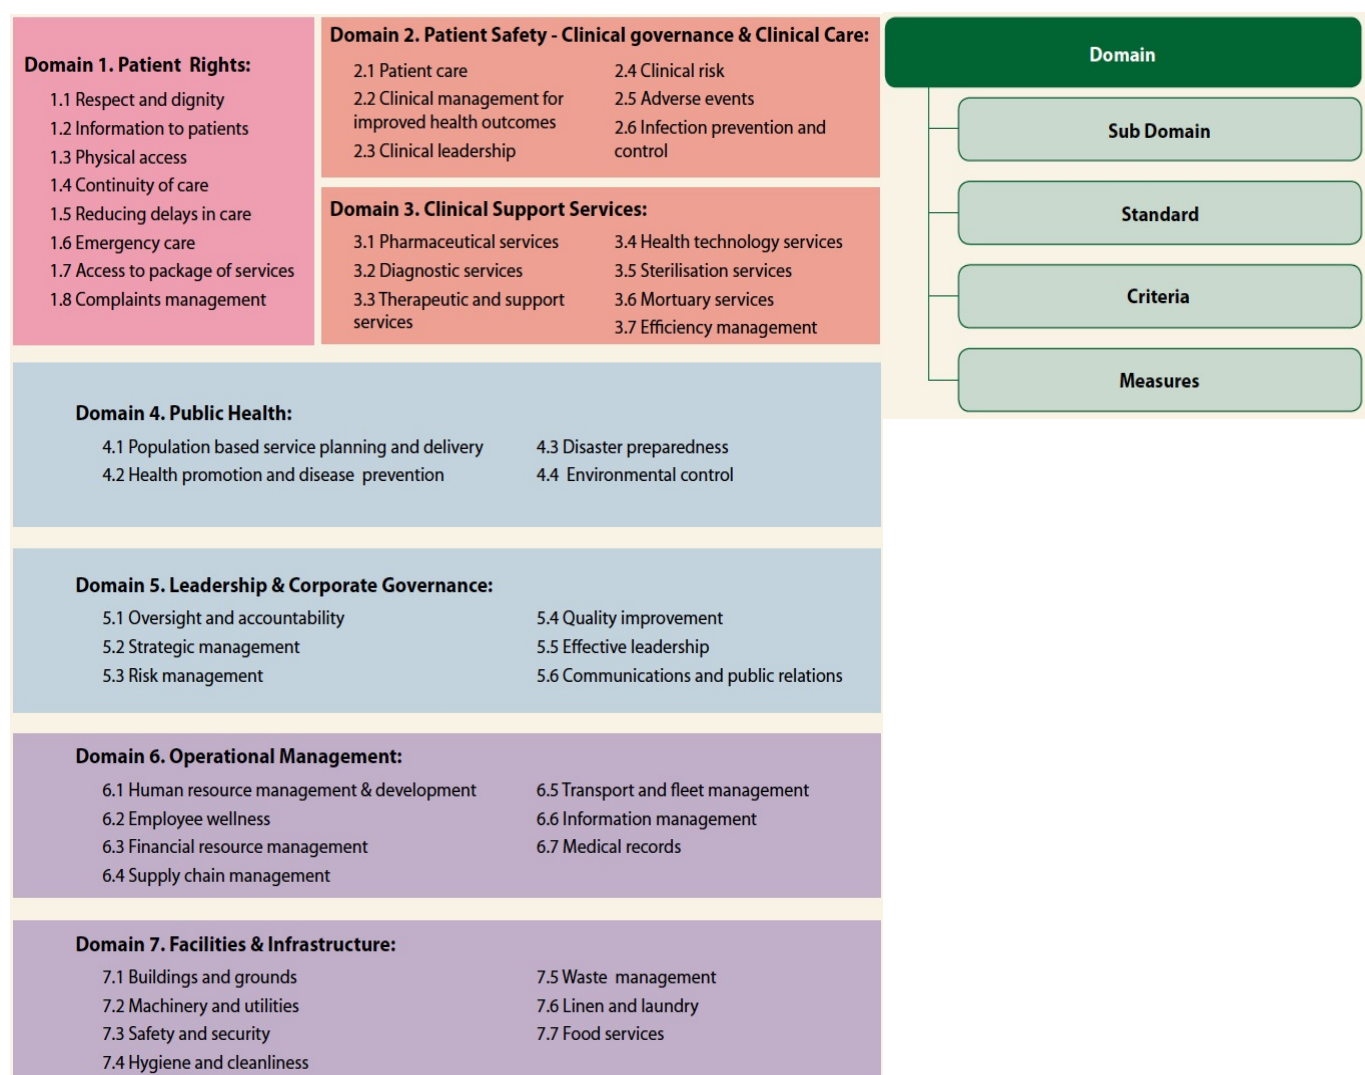 Domain 1. Patient Rights:
1.1 Respect and dignity
1.2 Information to patients
1.3 Physical access
1.4 Continuity of care
1.5 Reducing delays in care
1.6 Emergency care
1.7 Access to package of services
1.8 Complaints management
Domain 2. Patient Safety - Clinical governance & Clinical Care:
2.1 Patient care
2.2 Clinical management for
improved health outcomes
2.3 Clinical leadership
2.4 Clinical risk
2.5 Adverse events
2.6 Infection prevention and
control
Domain 3. Clinical Support Services:
3.1 Pharmaceutical services
3.2 Diagnostic services
3.3 Therapeutic and support
services
3.4 Health technology services
3.5 Sterilisation services
3.6 Mortuary services
3.7 Efficiency management
Domain
Sub Domain
Standard
Criteria
Measures
Domain 4. Public Health:
4.1 Population based service planning and delivery
4.2 Health promotion and disease prevention
4.3 Disaster preparedness
4.4 Environmental control
Domain 5. Leadership & Corporate Governance:
5.1 Oversight and accountability
5.2 Strategic management
5.3 Risk management
5.4 Quality improvement
5.5 Effective leadership
5.6 Communications and public relations
Domain 6. Operational Management:
6.1 Human resource management & development
6.2 Employee wellness
6.3 Financial resource management
6.4 Supply chain management
6.5 Transport and fleet management
6.6 Information management
6.7 Medical records
Domain 7. Facilities & Infrastructure:
7.1 Buildings and grounds
7.2 Machinery and utilities
7.3 Safety and security
7.4 Hygiene and cleanliness
7.5 Waste management
7.6 Linen and laundry
7.7 Food services